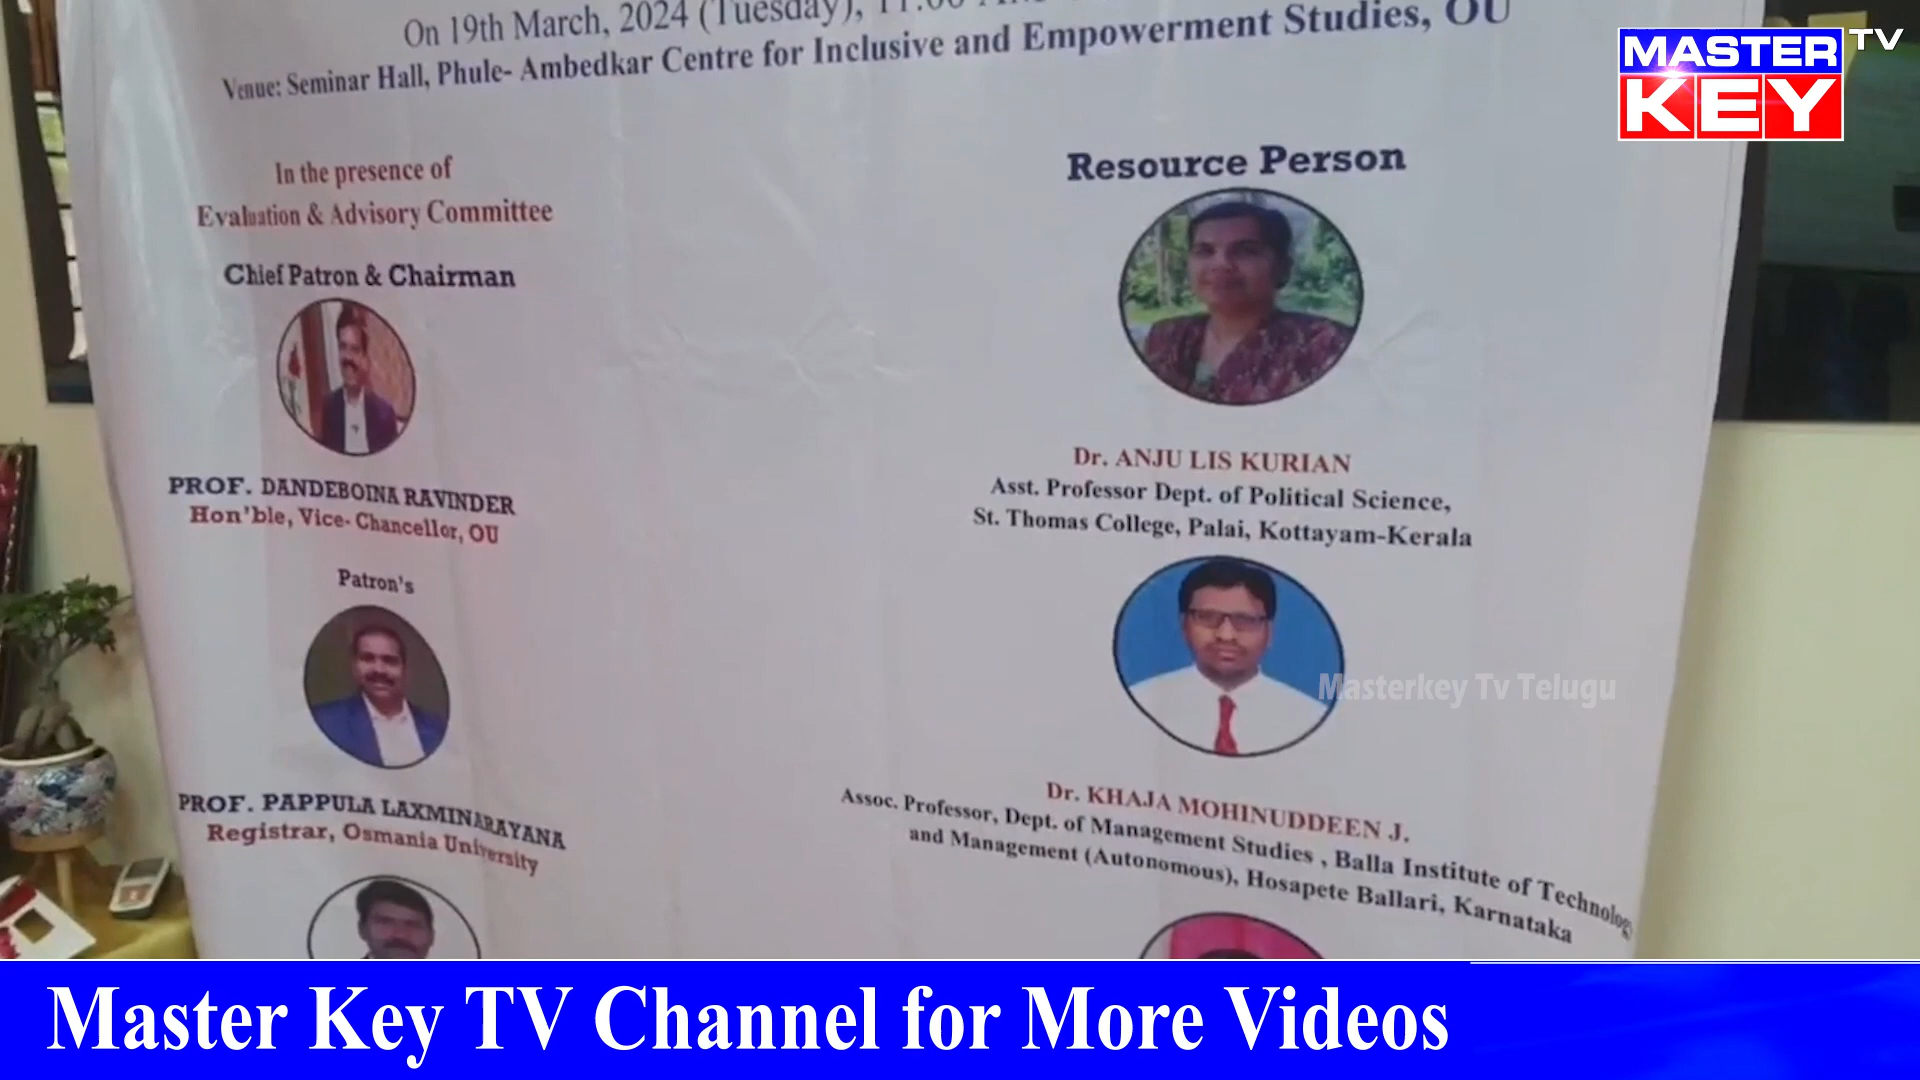 On 19th March, 2024 (Tuesday), 11:00
Venue: Seminar Hall, Phule- Ambedkar Centre for Inclusive and Empowerment Studies, OU
MASTER TV
KEY
In the presence of
Evaluation & Advisory Committee
Chief Patron & Chairman
PROF. DANDEBOINA RAVINDER
Hon'ble, Vice- Chancellor, OU
Patron's
PROF. PAPPULA LAXMINARAYANA
Registrar, Osmania University
Resource Person
Dr. ANJU LIS KURIAN
Asst. Professor Dept. of Political Science,
St. Thomas College, Palai, Kottayam-Kerala
Masterkey Tv Telugu
Dr. KHAJA MOHINUDDEEN J.
Assoc. Professor, Dept. of Management Studies , Balla Institute of Technology
and Management (Autonomous), Hosapete Ballari, Karnataka
Master Key TV Channel for More Videos